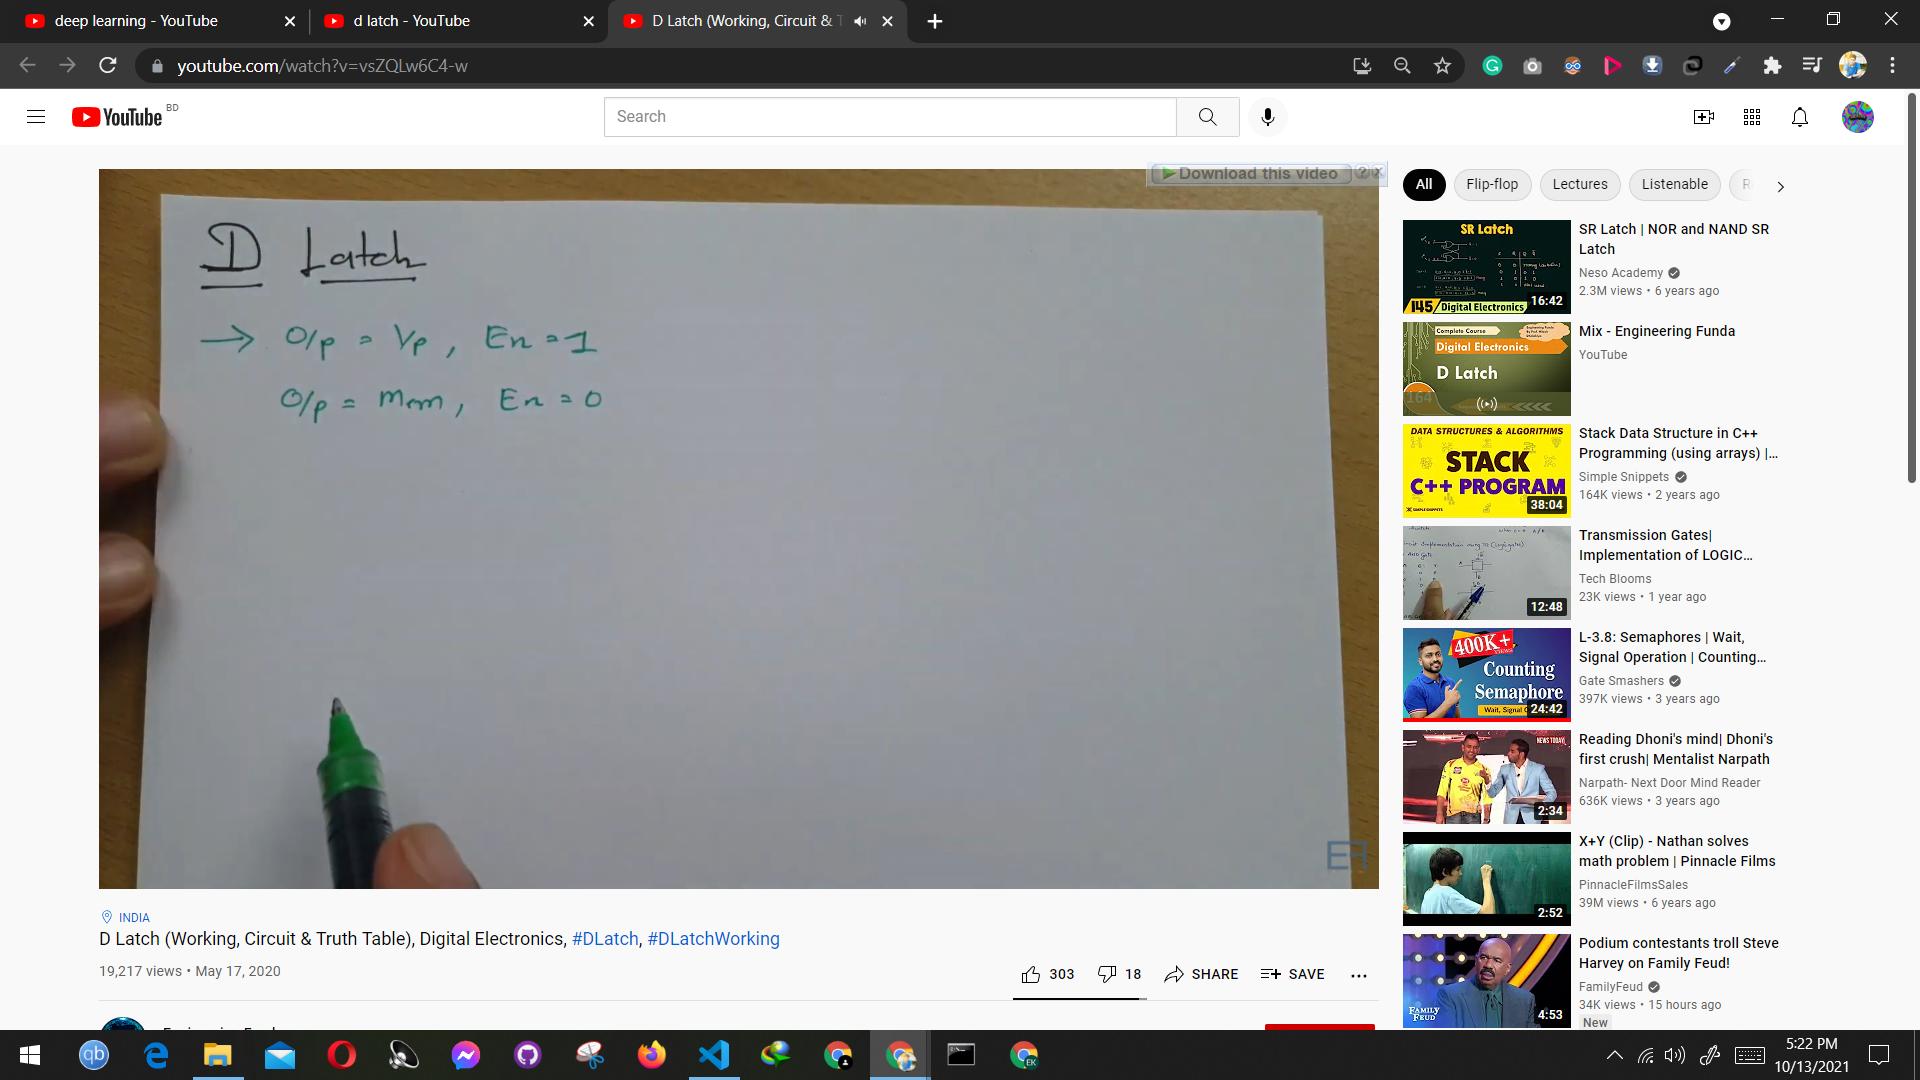 deep learning - YouTube
d latch - YouTube
D Latch (Working, Circuit & T
youtube.com/watch?v=vsZQLw6C4-w
YouTube BD
Search
Download this video
D Latch
→ O/p = I/p, En = 1
O/p = Mem, En = 0
INDIA
D Latch (Working, Circuit & Truth Table), Digital Electronics, #DLatch, #DLatchWorking
19,217 views • May 17, 2020
303
18
SHARE
SAVE
All
Flip-flop
Lectures
Listenable
SR Latch
145 Digital Electronics
16:42
SR Latch | NOR and NAND SR
Latch
Neso Academy
2.3M views • 6 years ago
Complete Course
Digital Electronics
D Latch
164
Mix - Engineering Funda
YouTube
DATA STRUCTURES & ALGORITHMS
STACK
C++ PROGRAM
38:04
Stack Data Structure in C++
Programming (using arrays) |...
Simple Snippets
164K views • 2 years ago
12:48
Transmission Gates|
Implementation of LOGIC...
Tech Blooms
23K views • 1 year ago
400K+
Counting
Semaphore
24:42
L-3.8: Semaphores | Wait,
Signal Operation | Counting...
Gate Smashers
397K views • 3 years ago
NEWS TODAY
2:34
Reading Dhoni's mind| Dhoni's
first crush| Mentalist Narpath
Narpath- Next Door Mind Reader
636K views • 3 years ago
2:52
X+Y (Clip) - Nathan solves
math problem | Pinnacle Films
PinnacleFilmsSales
39M views • 6 years ago
FAMILY
FEUD
4:53
Podium contestants troll Steve
Harvey on Family Feud!
FamilyFeud
34K views • 15 hours ago
New
5:22 PM
10/13/2021